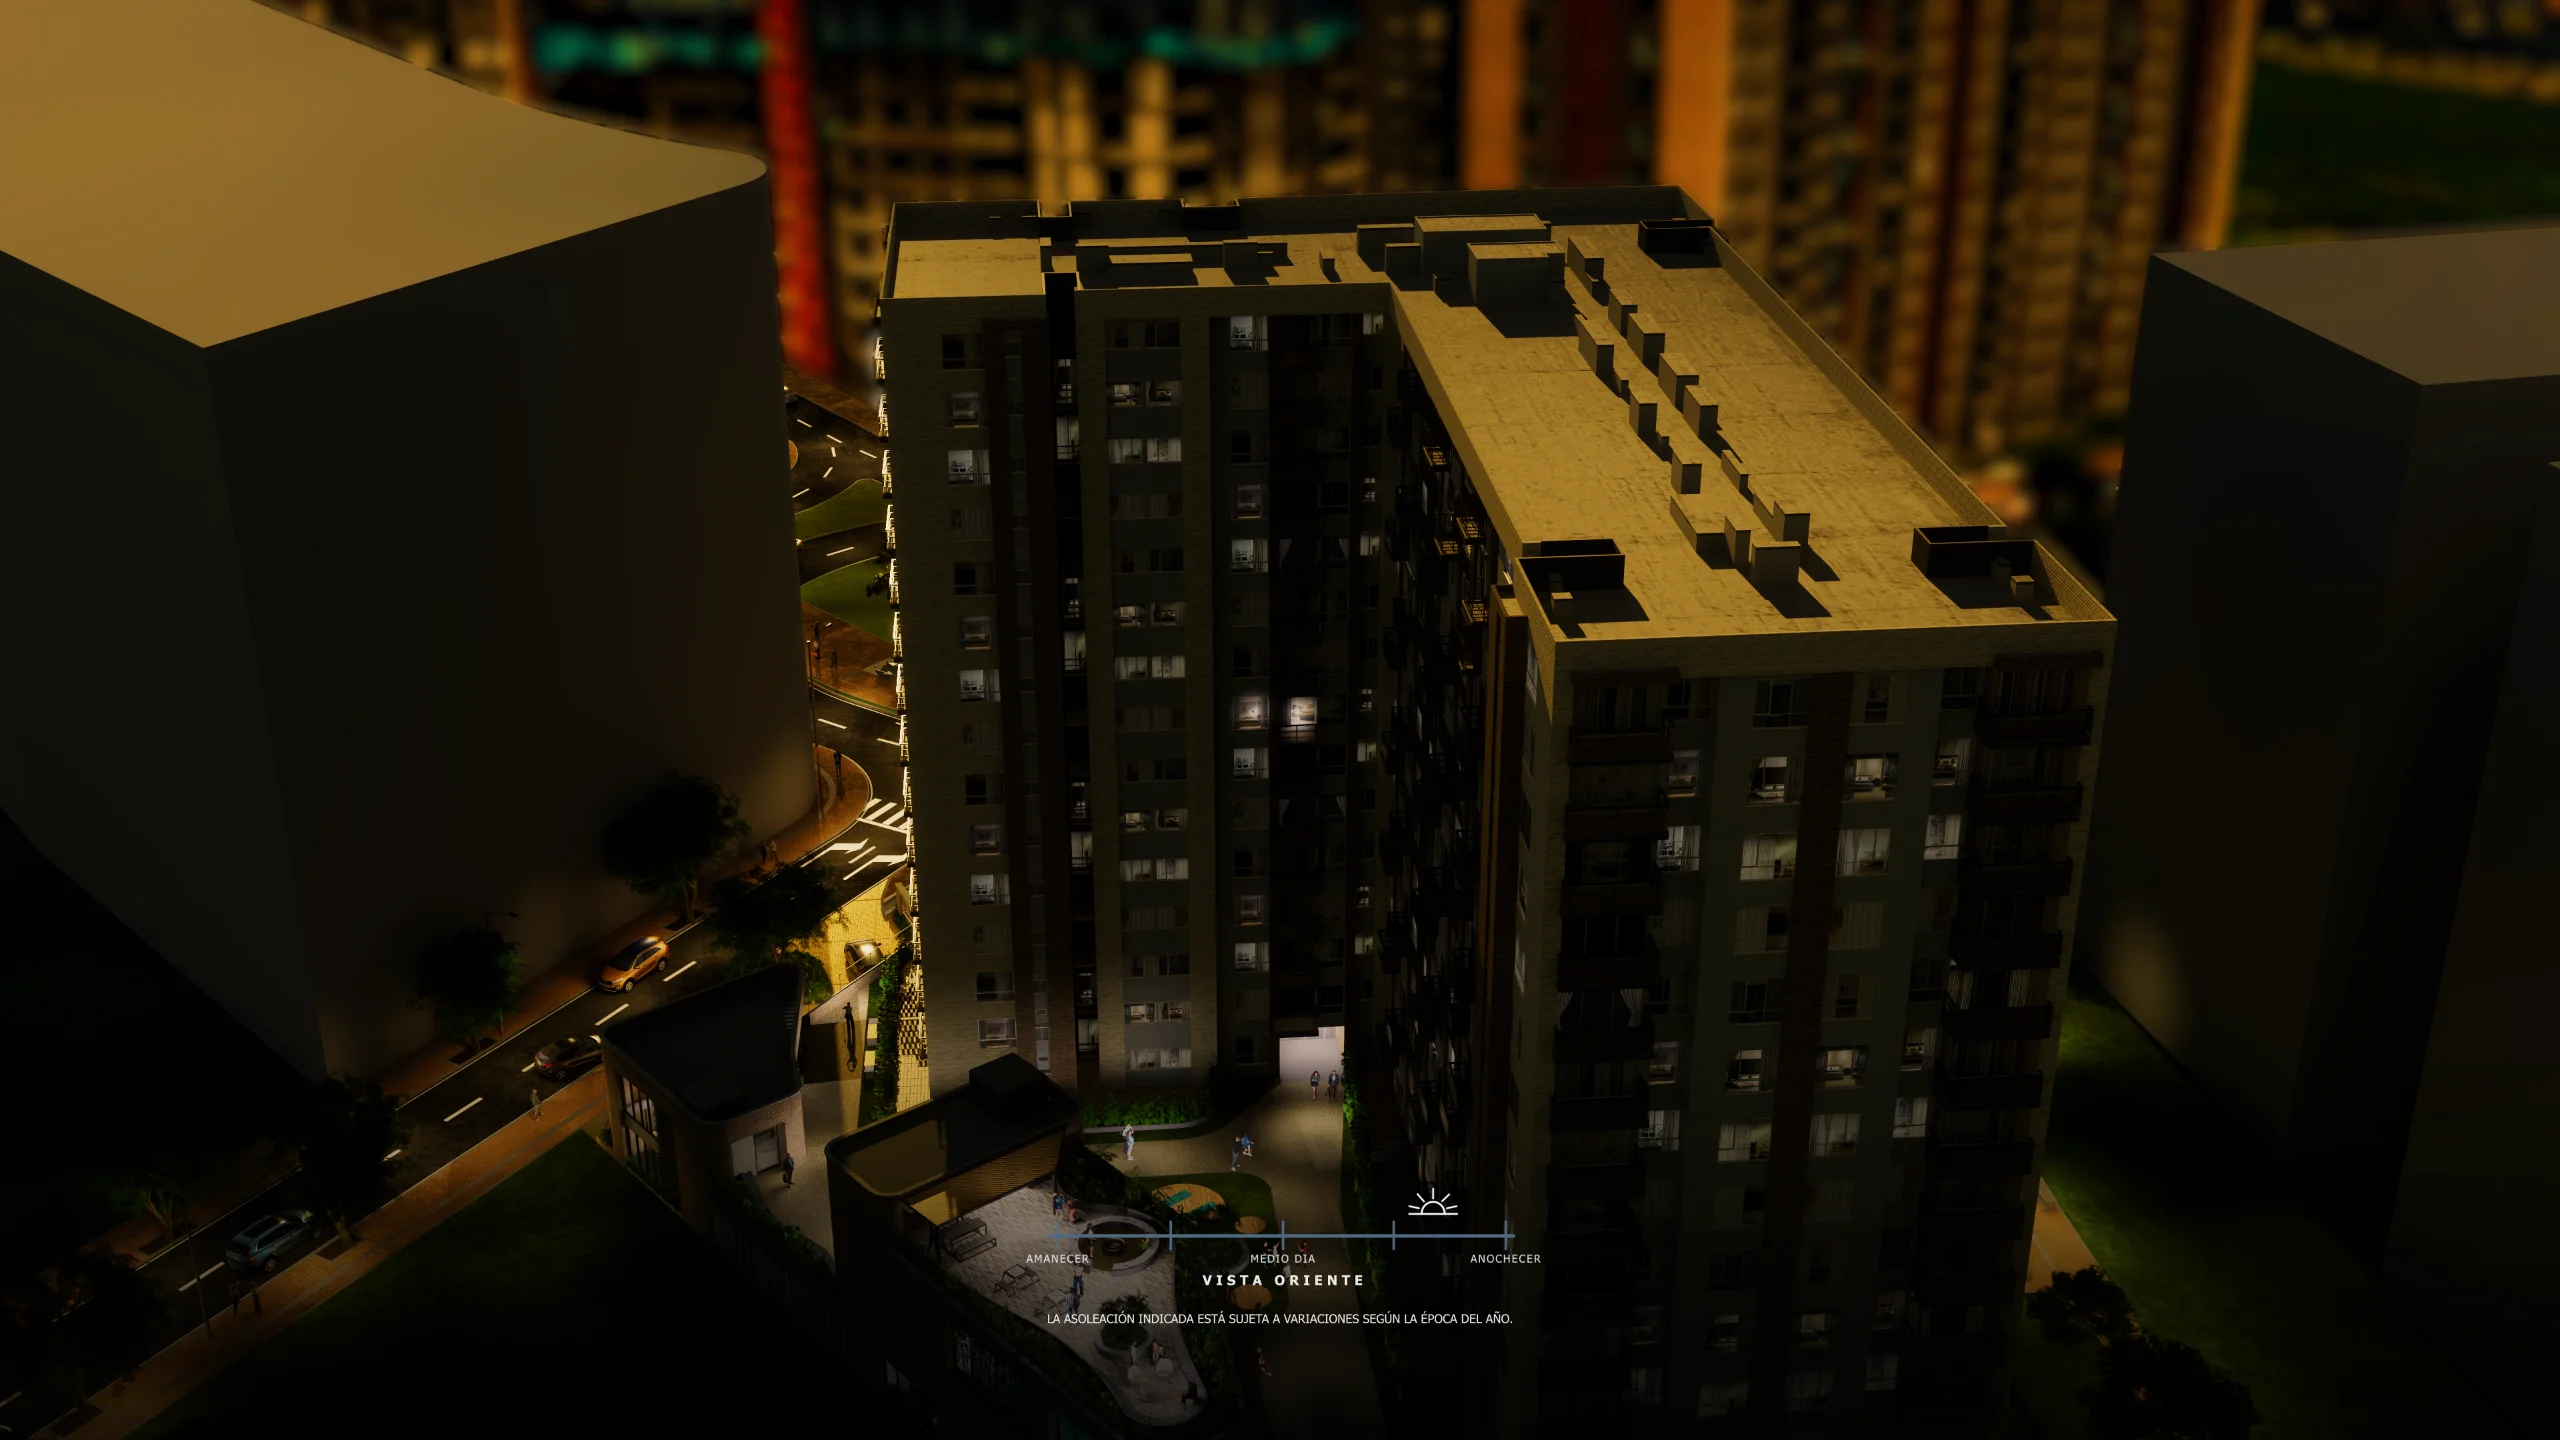 AMANECER MEDIO DIA ANOCHECER
VISTA ORIENTE
LA ASOLEACIÓN INDICADA ESTÁ SUJETA A VARIACIONES SEGÚN LA ÉPOCA DEL AÑO.